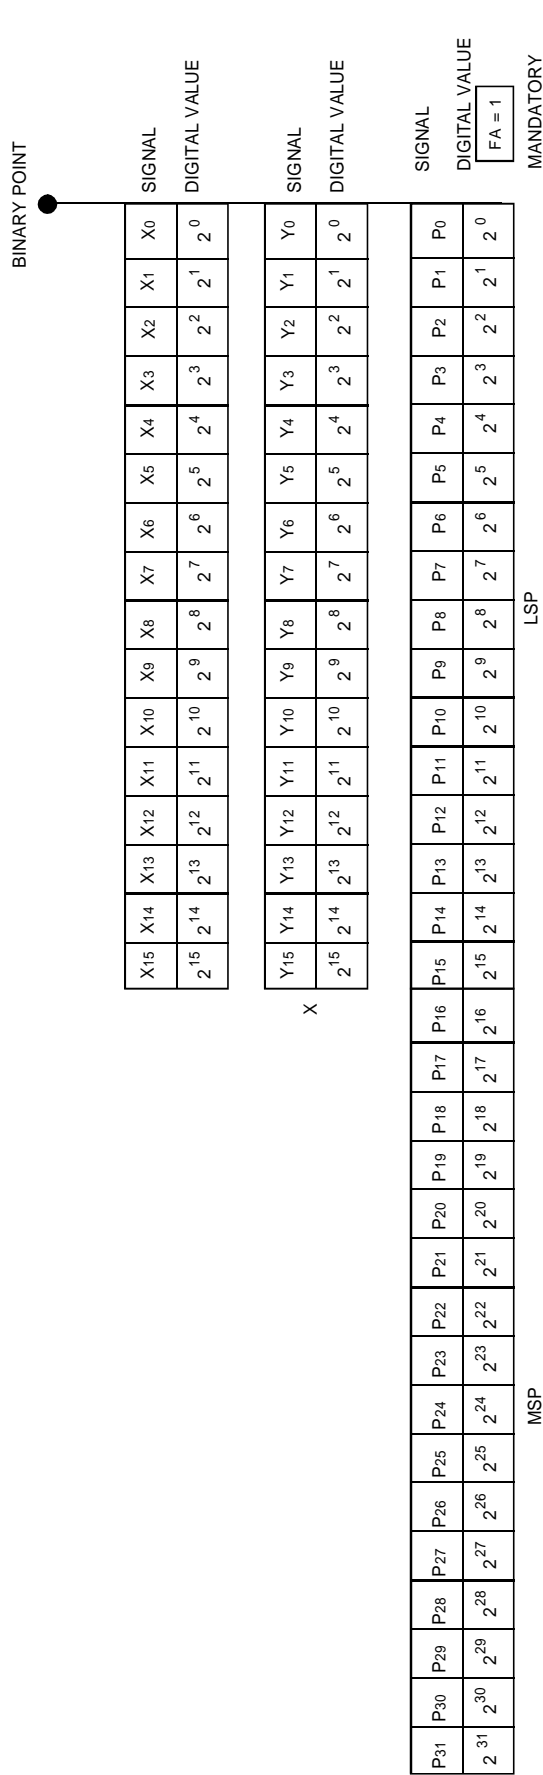 BINARY POINT
X15 X14 X13 X12 X11 X10 X9 X8 X7 X6 X5 X4 X3 X2 X1 X0 SIGNAL
2^15 2^14 2^13 2^12 2^11 2^10 2^9 2^8 2^7 2^6 2^5 2^4 2^3 2^2 2^1 2^0 DIGITAL VALUE
Y15 Y14 Y13 Y12 Y11 Y10 Y9 Y8 Y7 Y6 Y5 Y4 Y3 Y2 Y1 Y0 SIGNAL
X
2^15 2^14 2^13 2^12 2^11 2^10 2^9 2^8 2^7 2^6 2^5 2^4 2^3 2^2 2^1 2^0 DIGITAL VALUE
P31 P30 P29 P28 P27 P26 P25 P24 P23 P22 P21 P20 P19 P18 P17 P16 P15 P14 P13 P12 P11 P10 P9 P8 P7 P6 P5 P4 P3 P2 P1 P0 SIGNAL
2^31 2^30 2^29 2^28 2^27 2^26 2^25 2^24 2^23 2^22 2^21 2^20 2^19 2^18 2^17 2^16 2^15 2^14 2^13 2^12 2^11 2^10 2^9 2^8 2^7 2^6 2^5 2^4 2^3 2^2 2^1 2^0 DIGITAL VALUE
FA = 1
MSP LSP MANDATORY